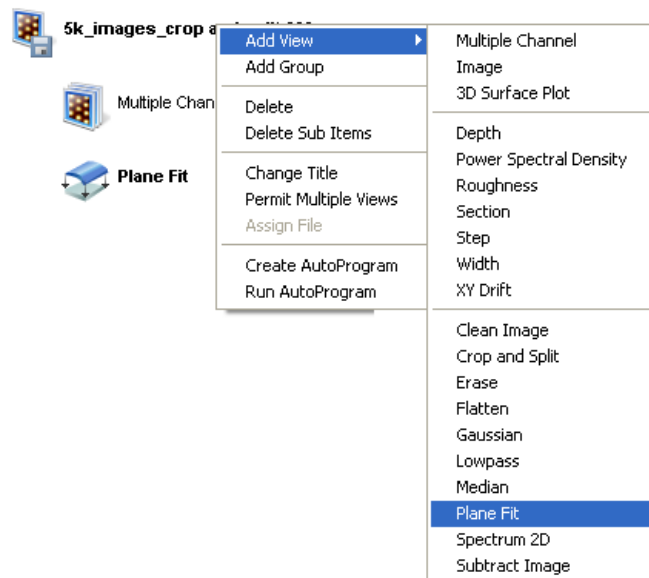 5k_images_crop a
Multiple Chan
Plane Fit
Add View
Add Group
Delete
Delete Sub Items
Change Title
Permit Multiple Views
Assign File
Create AutoProgram
Run AutoProgram
Multiple Channel
Image
3D Surface Plot
Depth
Power Spectral Density
Roughness
Section
Step
Width
XY Drift
Clean Image
Crop and Split
Erase
Flatten
Gaussian
Lowpass
Median
Plane Fit
Spectrum 2D
Subtract Image